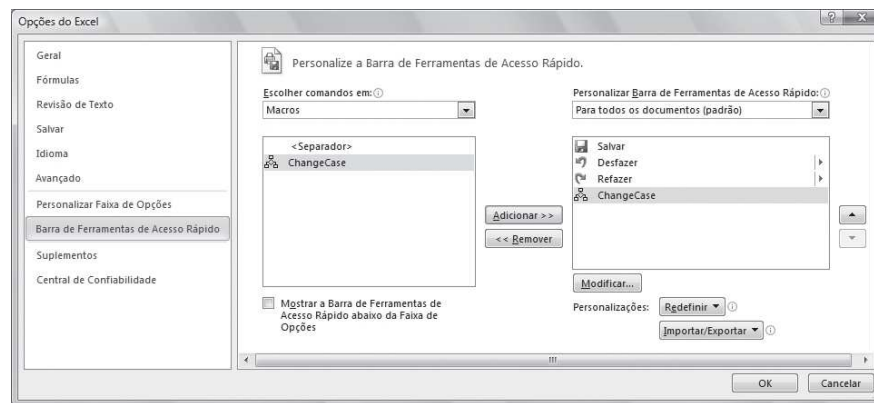 Opções do Excel
Geral
Fórmulas
Revisão de Texto
Salvar
Idioma
Avançado
Personalizar Faixa de Opções
Barra de Ferramentas de Acesso Rápido
Suplementos
Central de Confiabilidade
Personalize a Barra de Ferramentas de Acesso Rápido.
Escolher comandos em:
Macros
<Separador>
ChangeCase
Adicionar >>
<< Remover
Mostrar a Barra de Ferramentas de
Acesso Rápido abaixo da Faixa de
Opções
Personalizar Barra de Ferramentas de Acesso Rápido:
Para todos os documentos (padrão)
Salvar
Desfazer
Refazer
ChangeCase
Modificar...
Personalizações:
Redefinir
Importar/Exportar
OK
Cancelar